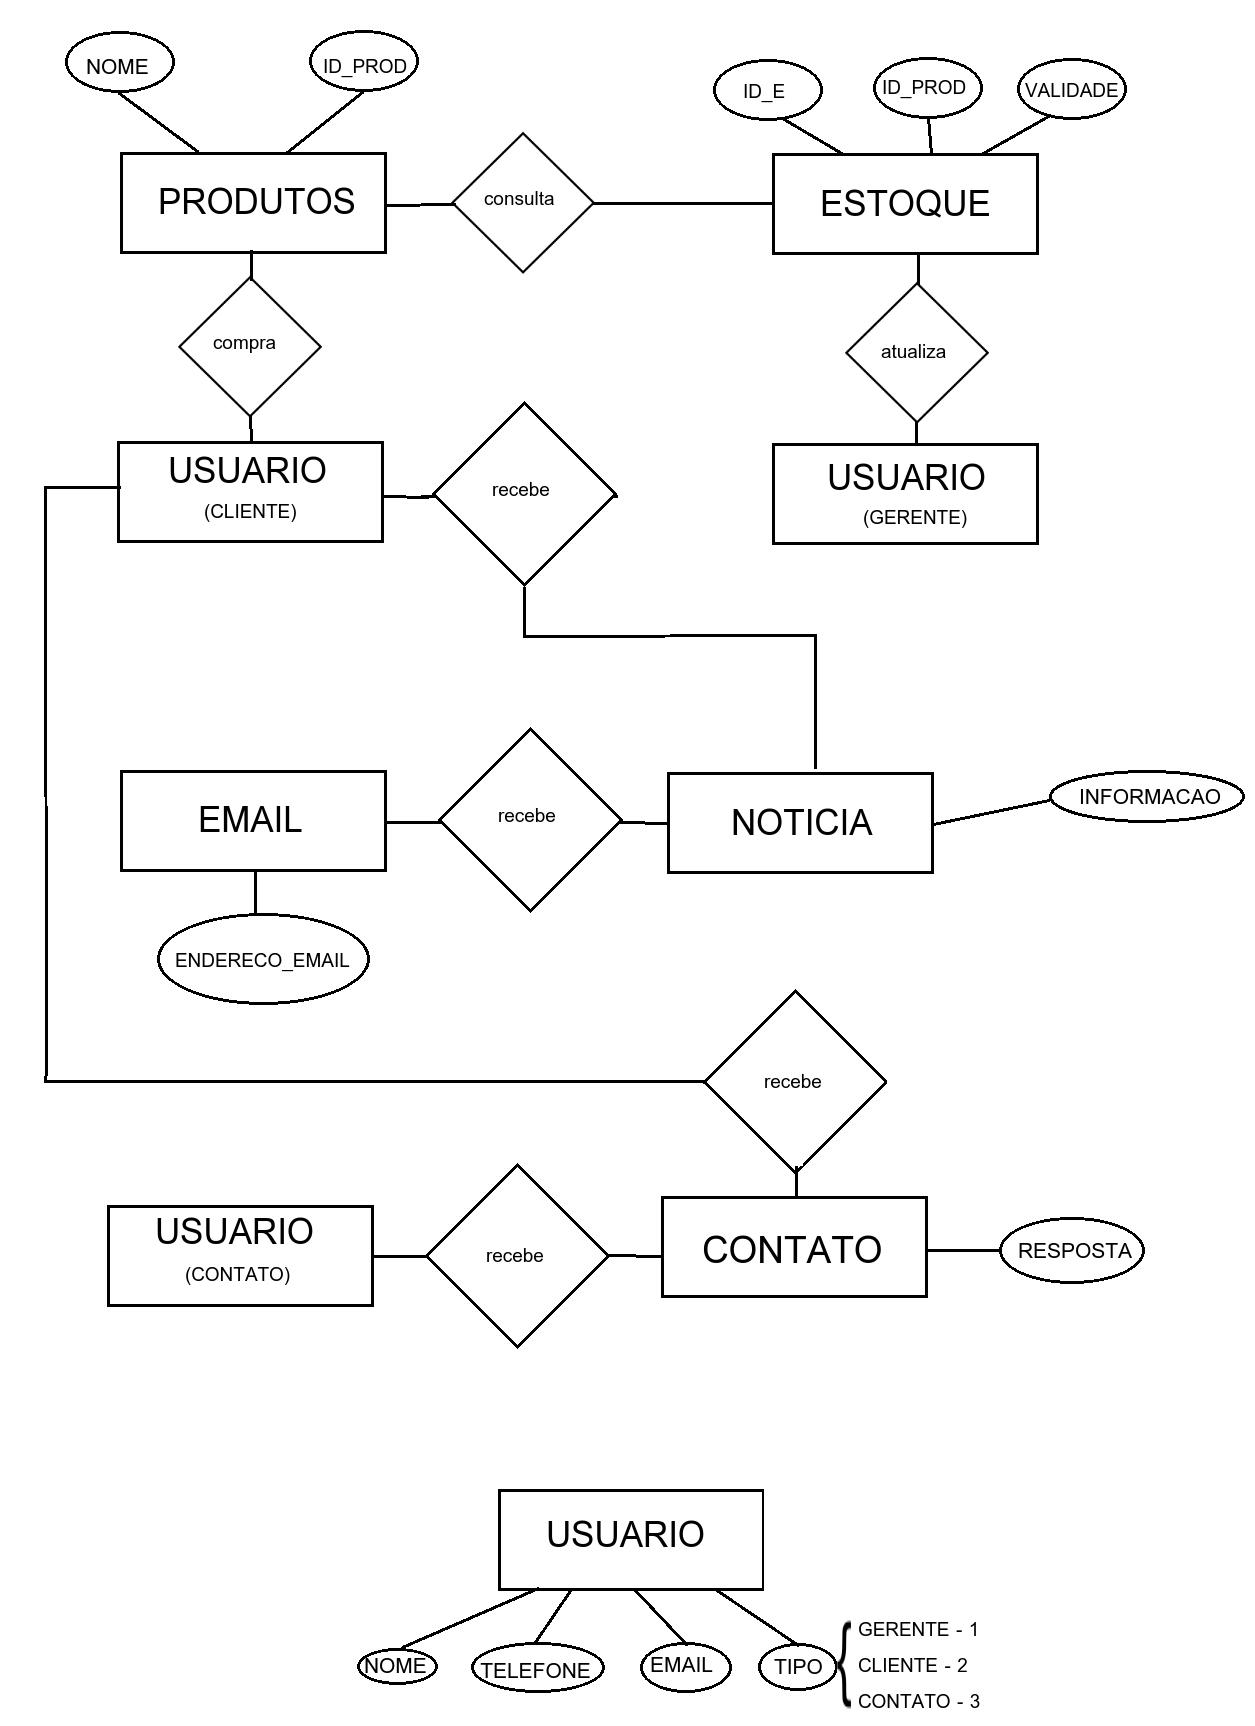 NOME
ID_PROD
ID_E
ID_PROD
VALIDADE
PRODUTOS
consulta
ESTOQUE
compra
atualiza
USUARIO
(CLIENTE)
recebe
USUARIO
(GERENTE)
EMAIL
recebe
NOTICIA
INFORMACAO
ENDERECO_EMAIL
recebe
USUARIO
(CONTATO)
recebe
CONTATO
RESPOSTA
USUARIO
NOME
TELEFONE
EMAIL
TIPO
GERENTE - 1
CLIENTE - 2
CONTATO - 3